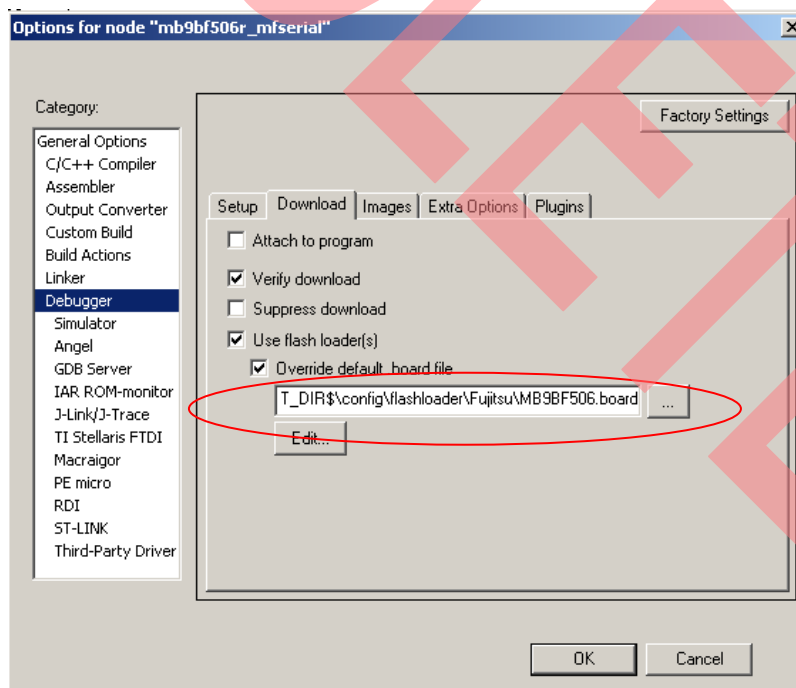 Options for node "mb9bf506r_mfserial"
Category:
Factory Settings
General Options
C/C++ Compiler
Assembler
Output Converter
Custom Build
Build Actions
Linker
Debugger
Simulator
Angel
GDB Server
IAR ROM-monitor
J-Link/J-Trace
TI Stellaris FTDI
Macraigor
PE micro
RDI
ST-LINK
Third-Party Driver
Setup Download Images Extra Options Plugins
Attach to program
Verify download
Suppress download
Use flash loader(s)
Override default .board file
T_DIR$\config\flashloader\Fujitsu\MB9BF506.board ...
Edit...
OK Cancel